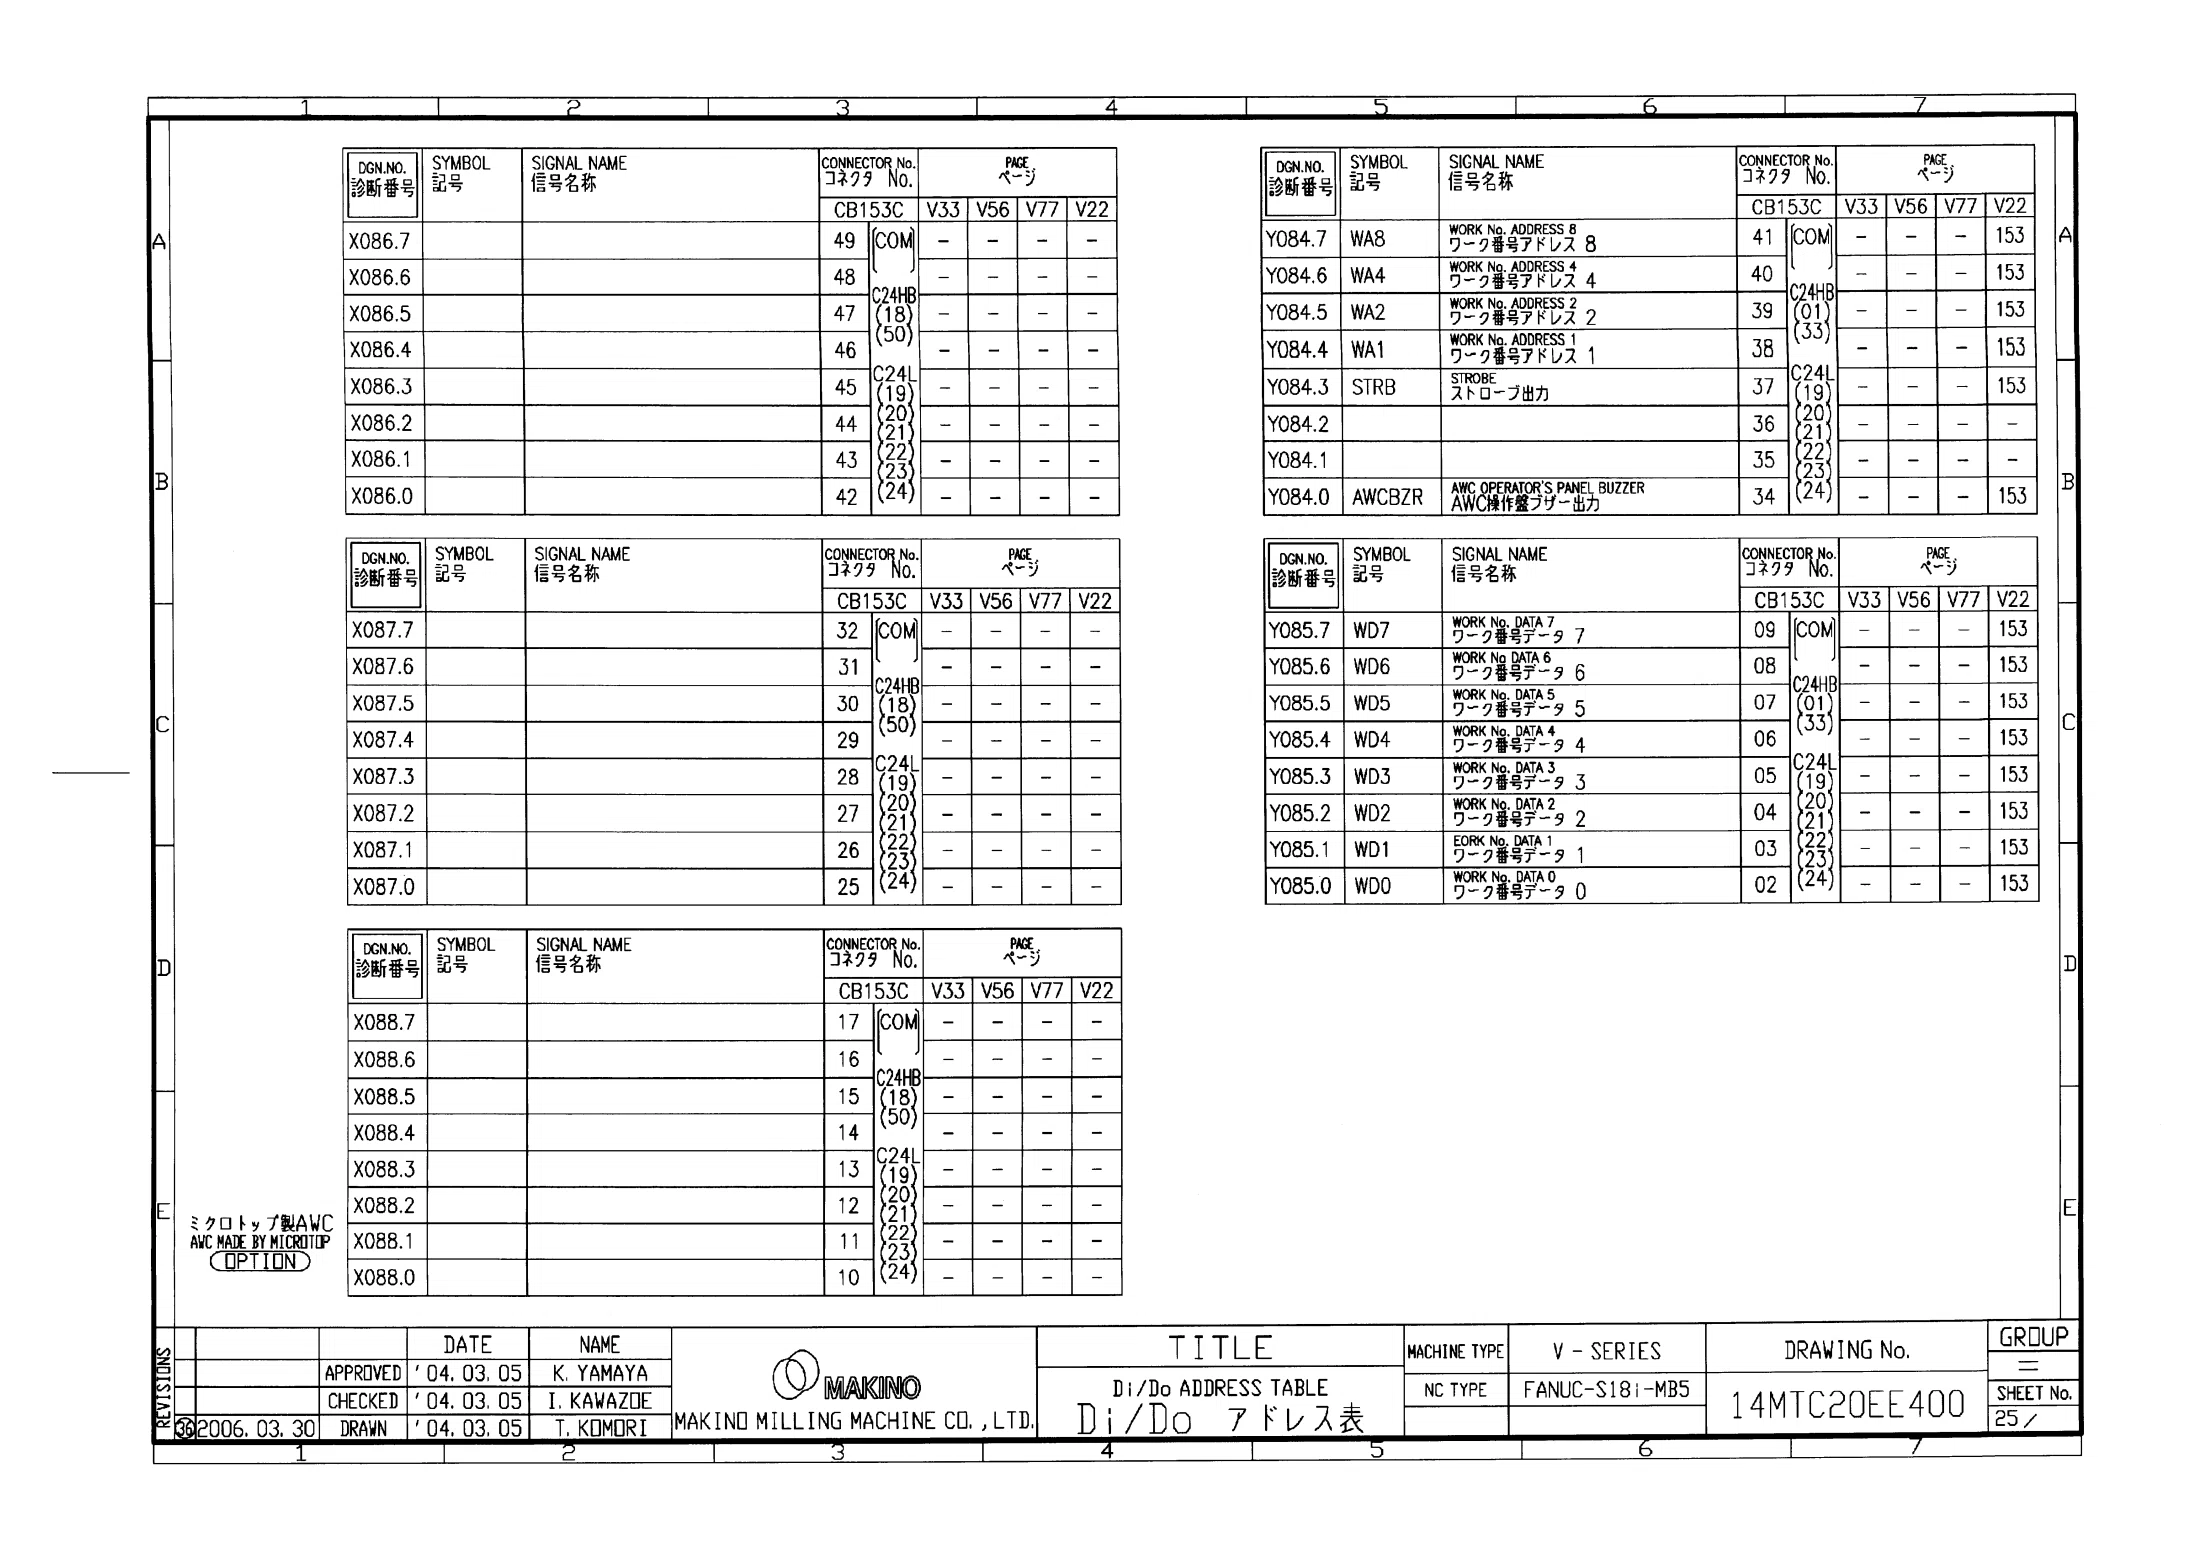 1 2 3 4 5 6 7
A
B
C
D
E
DGN.NO. SYMBOL SIGNAL NAME CONNECTOR No. PAGE
診断番号 記号 信号名称 コネクタ No. ページ
CB153C V33 V56 V77 V22
X086.7 49 (COM) - - - -
X086.6 48 - - - -
X086.5 47 C24HB (18) - - - -
X086.4 46 (50) - - - -
X086.3 45 C24L (19) - - - -
X086.2 44 (20) (21) - - - -
X086.1 43 (22) (23) - - - -
X086.0 42 (24) - - - -
DGN.NO. SYMBOL SIGNAL NAME CONNECTOR No. PAGE
診断番号 記号 信号名称 コネクタ No. ページ
CB153C V33 V56 V77 V22
X087.7 32 (COM) - - - -
X087.6 31 - - - -
X087.5 30 C24HB (18) - - - -
X087.4 29 (50) - - - -
X087.3 28 C24L (19) - - - -
X087.2 27 (20) (21) - - - -
X087.1 26 (22) (23) - - - -
X087.0 25 (24) - - - -
DGN.NO. SYMBOL SIGNAL NAME CONNECTOR No. PAGE
診断番号 記号 信号名称 コネクタ No. ページ
CB153C V33 V56 V77 V22
X088.7 17 (COM) - - - -
X088.6 16 - - - -
X088.5 15 C24HB (18) - - - -
X088.4 14 (50) - - - -
X088.3 13 C24L (19) - - - -
X088.2 12 (20) (21) - - - -
X088.1 11 (22) (23) - - - -
X088.0 10 (24) - - - -
ミクロトップ製AWC
AWC MADE BY MICROTOP
OPTION
DGN.NO. SYMBOL SIGNAL NAME CONNECTOR No. PAGE
診断番号 記号 信号名称 コネクタ No. ページ
CB153C V33 V56 V77 V22
WORK No. ADDRESS 8
Y084.7 WA8 ワーク番号アドレス 8 41 (COM) - - - 153
WORK No. ADDRESS 4
Y084.6 WA4 ワーク番号アドレス 4 40 - - - 153
WORK No. ADDRESS 2
Y084.5 WA2 ワーク番号アドレス 2 39 C24HB (01) - - - 153
WORK No. ADDRESS 1
Y084.4 WA1 ワーク番号アドレス 1 38 (33) - - - 153
STROBE
Y084.3 STRB ストローブ出力 37 C24L (19) - - - 153
Y084.2 36 (20) (21) - - - -
Y084.1 35 (22) (23) - - - -
AWC OPERATOR'S PANEL BUZZER
Y084.0 AWCBZR AWC操作盤ブザー出力 34 (24) - - - 153
DGN.NO. SYMBOL SIGNAL NAME CONNECTOR No. PAGE
診断番号 記号 信号名称 コネクタ No. ページ
CB153C V33 V56 V77 V22
WORK No. DATA 7
Y085.7 WD7 ワーク番号データ 7 09 (COM) - - - 153
WORK No DATA 6
Y085.6 WD6 ワーク番号データ 6 08 - - - 153
WORK No. DATA 5
Y085.5 WD5 ワーク番号データ 5 07 C24HB (01) - - - 153
WORK No. DATA 4
Y085.4 WD4 ワーク番号データ 4 06 (33) - - - 153
WORK No. DATA 3
Y085.3 WD3 ワーク番号データ 3 05 C24L (19) - - - 153
WORK No. DATA 2
Y085.2 WD2 ワーク番号データ 2 04 (20) (21) - - - 153
EORK No. DATA 1
Y085.1 WD1 ワーク番号データ 1 03 (22) (23) - - - 153
WORK No. DATA 0
Y085.0 WD0 ワーク番号データ 0 02 (24) - - - 153
A
B
C
D
E
REVISIONS
DATE NAME
APPROVED '04.03.05 K. YAMAYA
CHECKED '04.03.05 I. KAWAZOE
36 2006.03.30 DRAWN '04.03.05 T. KOMORI
MAKINO
MAKINO MILLING MACHINE CO.,LTD.
TITLE
Di/Do ADDRESS TABLE
Di/Do アドレス表
MACHINE TYPE V-SERIES
NC TYPE FANUC-S18i-MB5
DRAWING No.
14MTC20EE400
GROUP
=
SHEET No.
25/
1 2 3 4 5 6 7